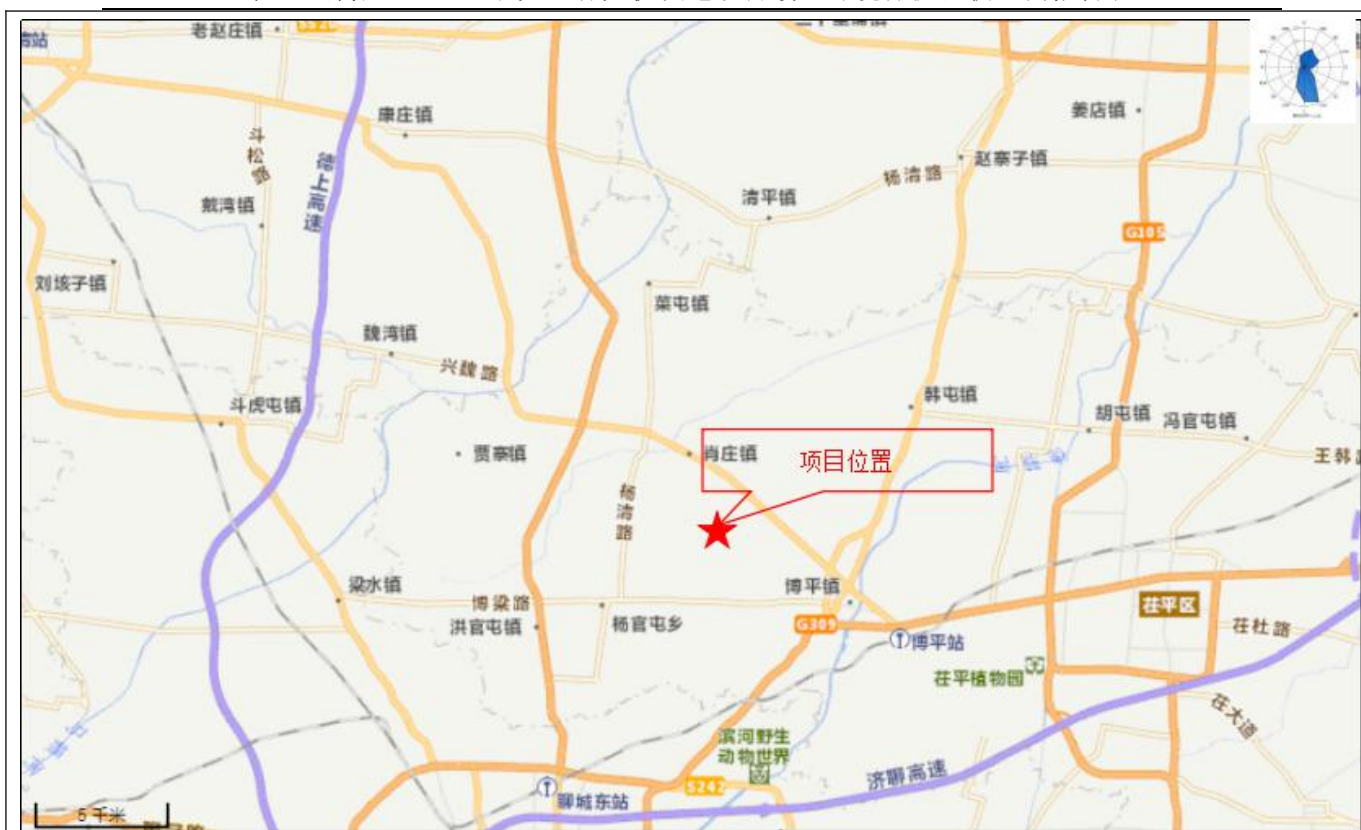 老赵庄镇
康庄镇
姜店镇
斗松路
德上高速
杨清路
赵寨子镇
戴湾镇
清平镇
G105
刘垓子镇
菜屯镇
魏湾镇
兴魏路
斗虎屯镇
韩屯镇
胡屯镇
冯官屯镇
贾寨镇
肖庄镇
项目位置
杨清路
梁水镇
博梁路
博平镇
茌平区
洪官屯镇
杨官屯乡
G309
茌杜路
博平站
茌平植物园
茌大道
滨河野生
动物世界
济聊高速
S242
聊城东站
5 千米